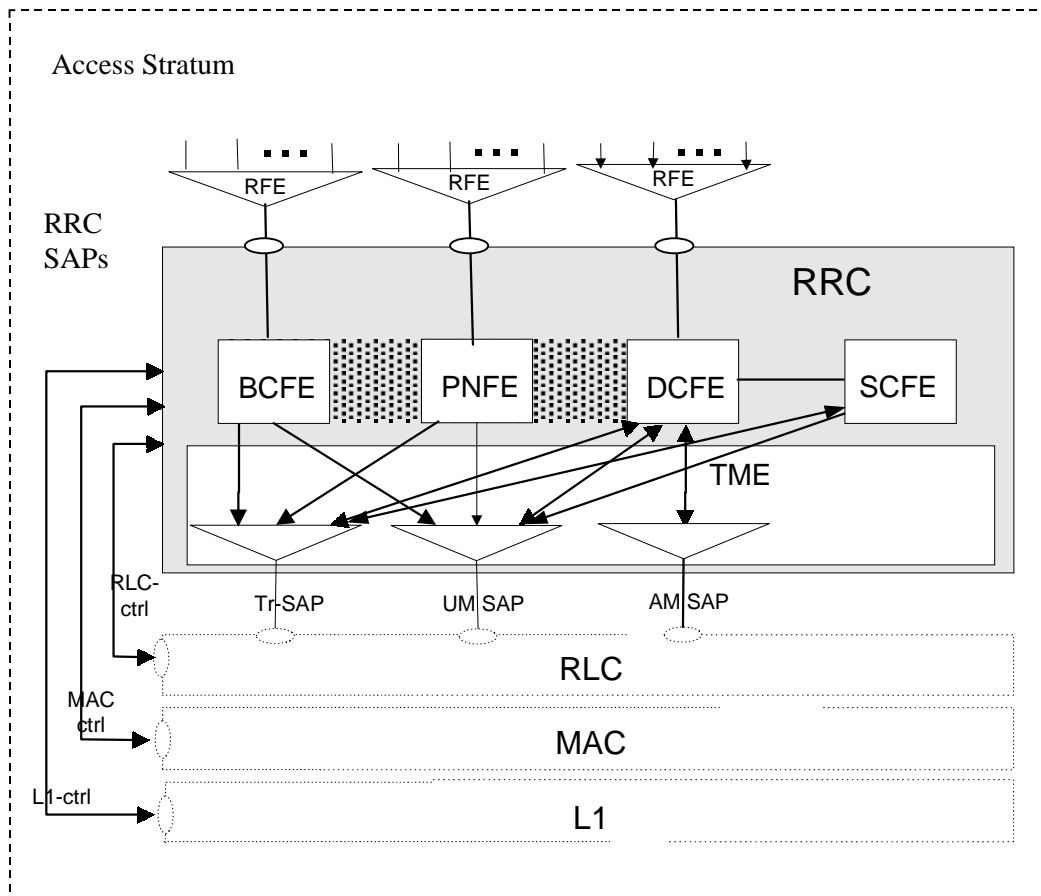 Access Stratum
RFE
RFE
RFE
RRC
SAPs
RRC
BCFE
PNFE
DCFE
SCFE
TME
RLC-
ctrl
Tr-SAP
UM SAP
AM SAP
RLC
MAC
ctrl
MAC
L1-ctrl
L1